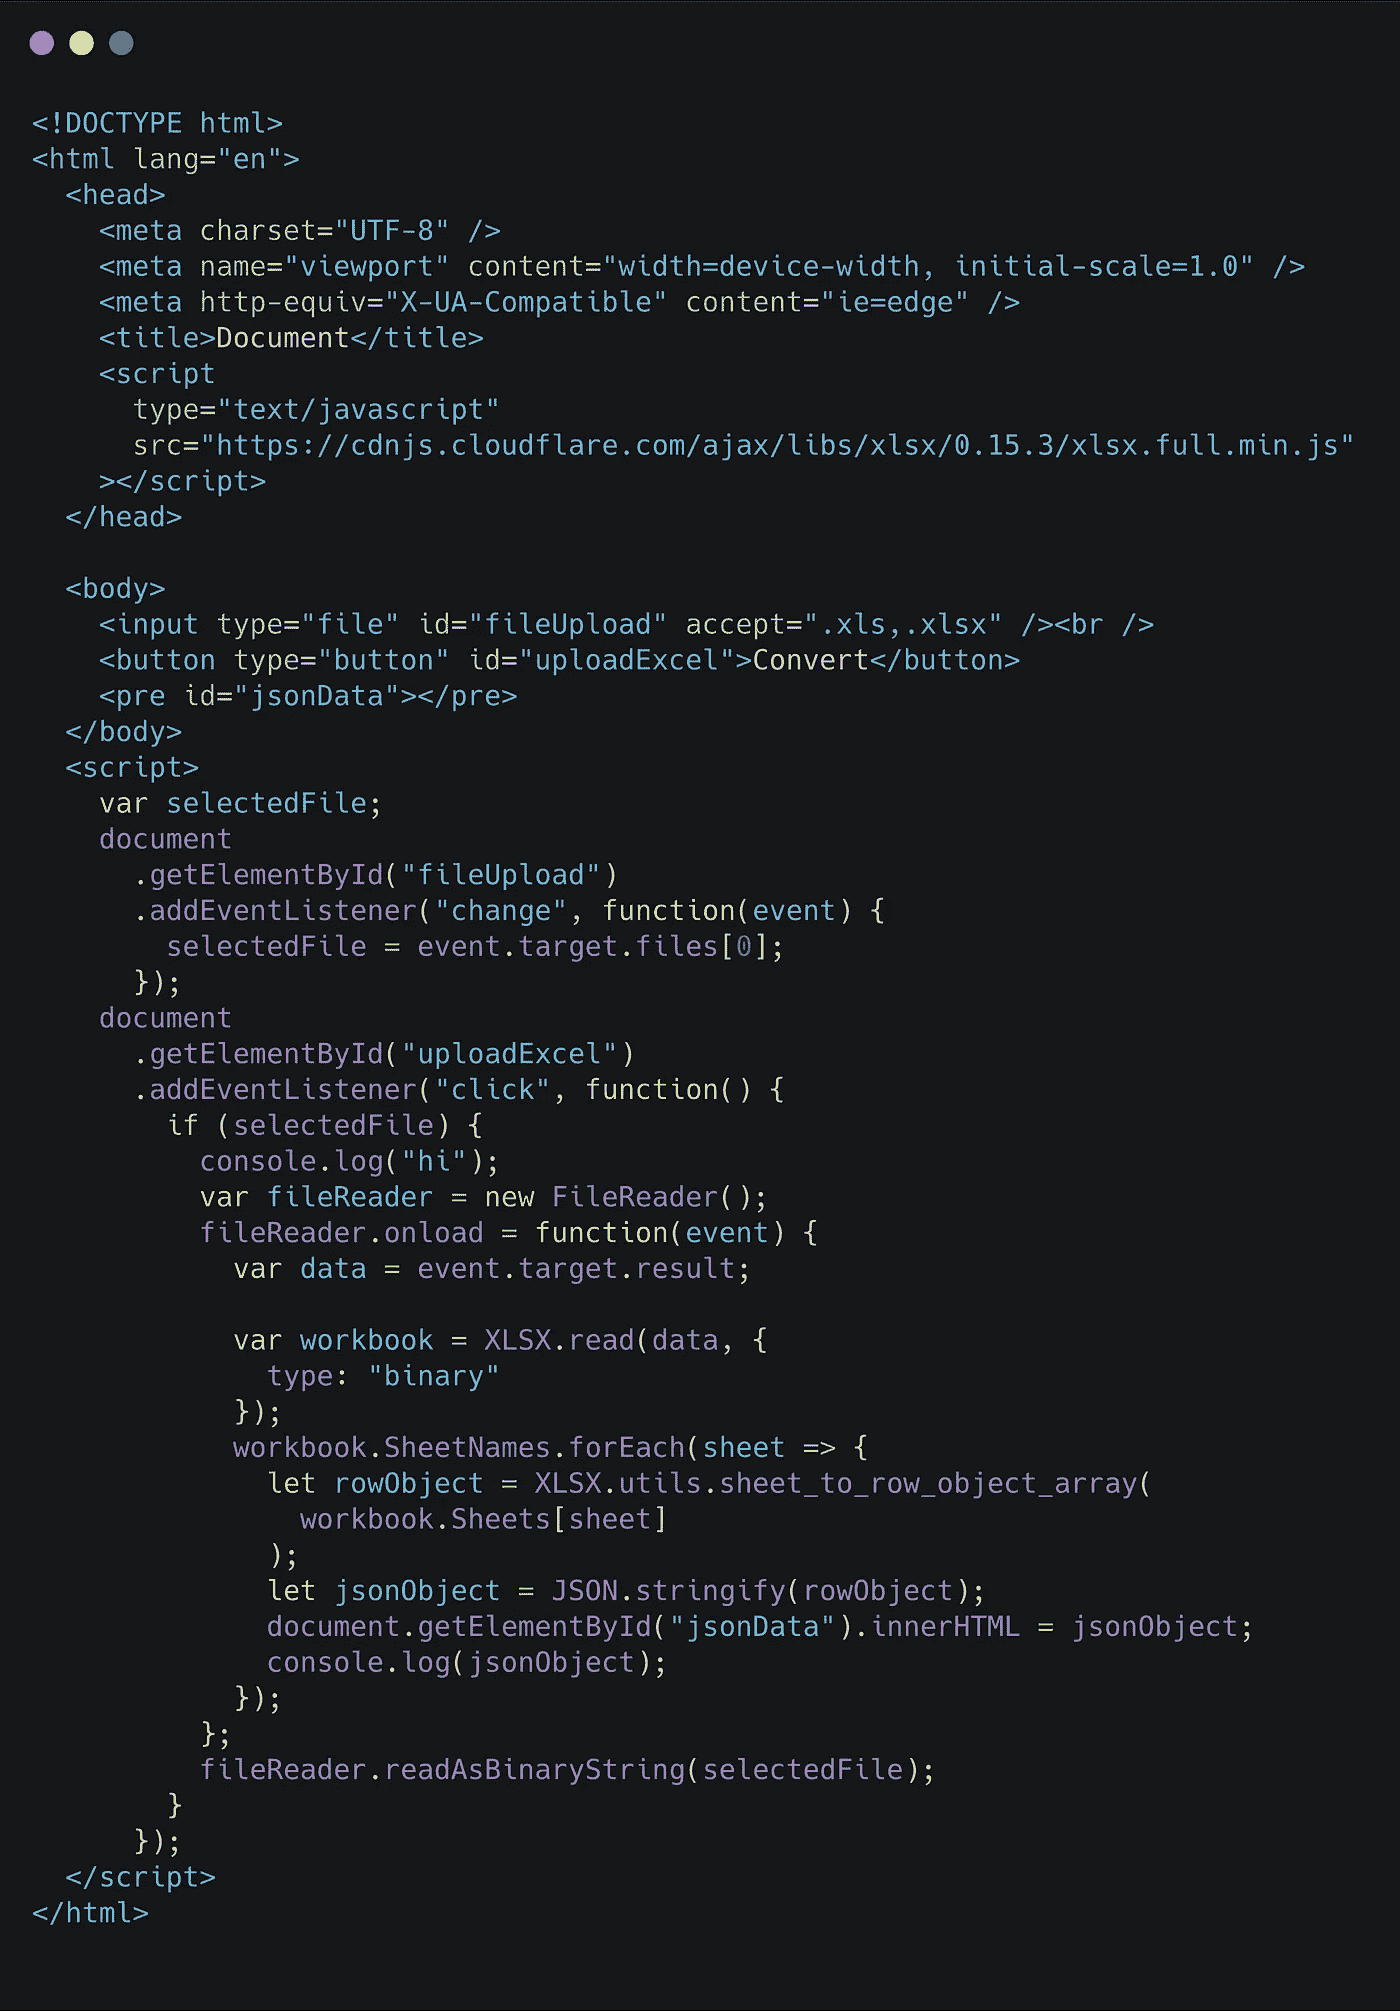 <!DOCTYPE html>
<html lang="en">
  <head>
    <meta charset="UTF-8" />
    <meta name="viewport" content="width=device-width, initial-scale=1.0" />
    <meta http-equiv="X-UA-Compatible" content="ie=edge" />
    <title>Document</title>
    <script
      type="text/javascript"
      src="https://cdnjs.cloudflare.com/ajax/libs/xlsx/0.15.3/xlsx.full.min.js"
    ></script>
  </head>

  <body>
    <input type="file" id="fileUpload" accept=".xls,.xlsx" /><br />
    <button type="button" id="uploadExcel">Convert</button>
    <pre id="jsonData"></pre>
  </body>
  <script>
    var selectedFile;
    document
      .getElementById("fileUpload")
      .addEventListener("change", function(event) {
        selectedFile = event.target.files[0];
      });
    document
      .getElementById("uploadExcel")
      .addEventListener("click", function() {
        if (selectedFile) {
          console.log("hi");
          var fileReader = new FileReader();
          fileReader.onload = function(event) {
            var data = event.target.result;

            var workbook = XLSX.read(data, {
              type: "binary"
            });
            workbook.SheetNames.forEach(sheet => {
              let rowObject = XLSX.utils.sheet_to_row_object_array(
                workbook.Sheets[sheet]
              );
              let jsonObject = JSON.stringify(rowObject);
              document.getElementById("jsonData").innerHTML = jsonObject;
              console.log(jsonObject);
            });
          };
          fileReader.readAsBinaryString(selectedFile);
        }
      });
  </script>
</html>